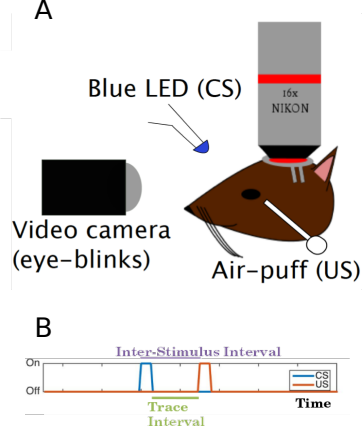 A
Blue LED (CS)
16x
NIKON
Video camera
(eye-blinks)
Air-puff (US)
B
Inter-Stimulus Interval
On
CS
US
Off
Trace
Interval
Time